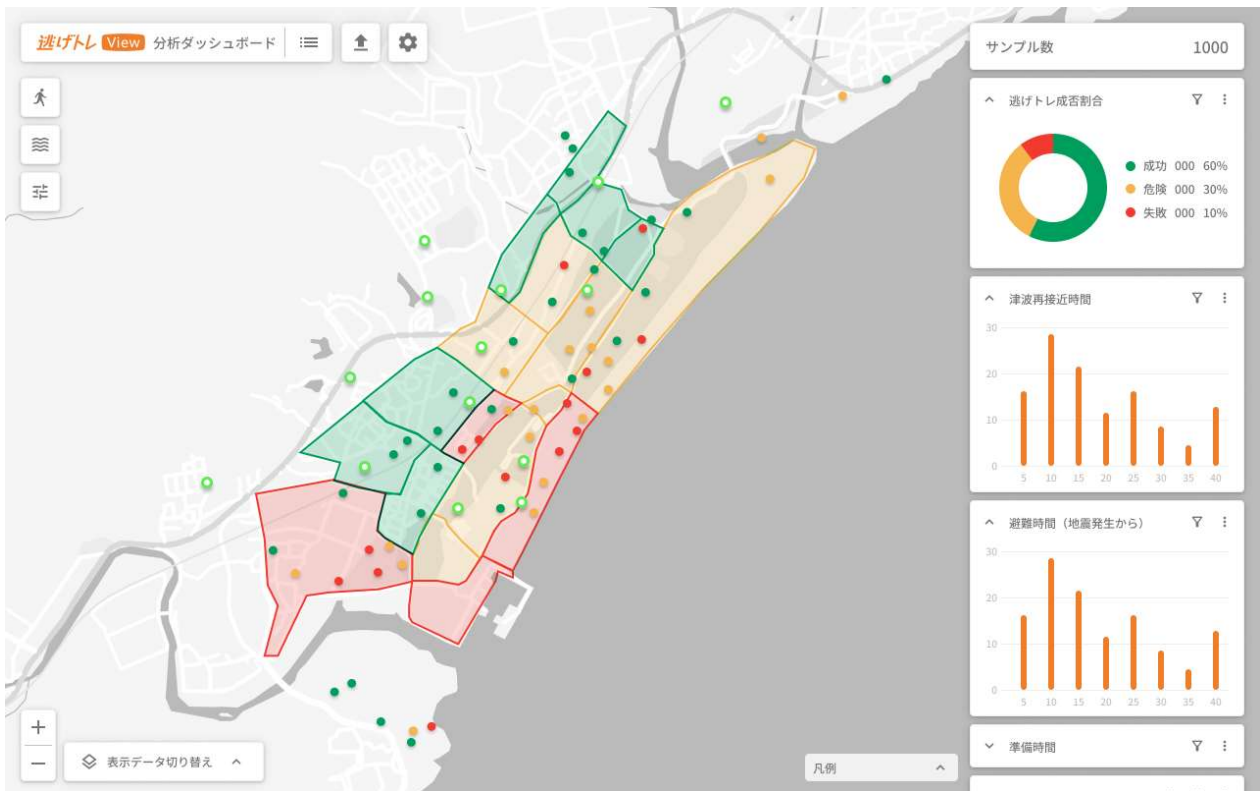 逃げトレ View 分析ダッシュボード
サンプル数 1000
逃げトレ成否割合
成功 000 60%
危険 000 30%
失敗 000 10%
津波再接近時間
30
20
10
0
5 10 15 20 25 30 35 40
避難時間（地震発生から）
30
20
10
0
5 10 15 20 25 30 35 40
準備時間
+
−
表示データ切り替え
凡例